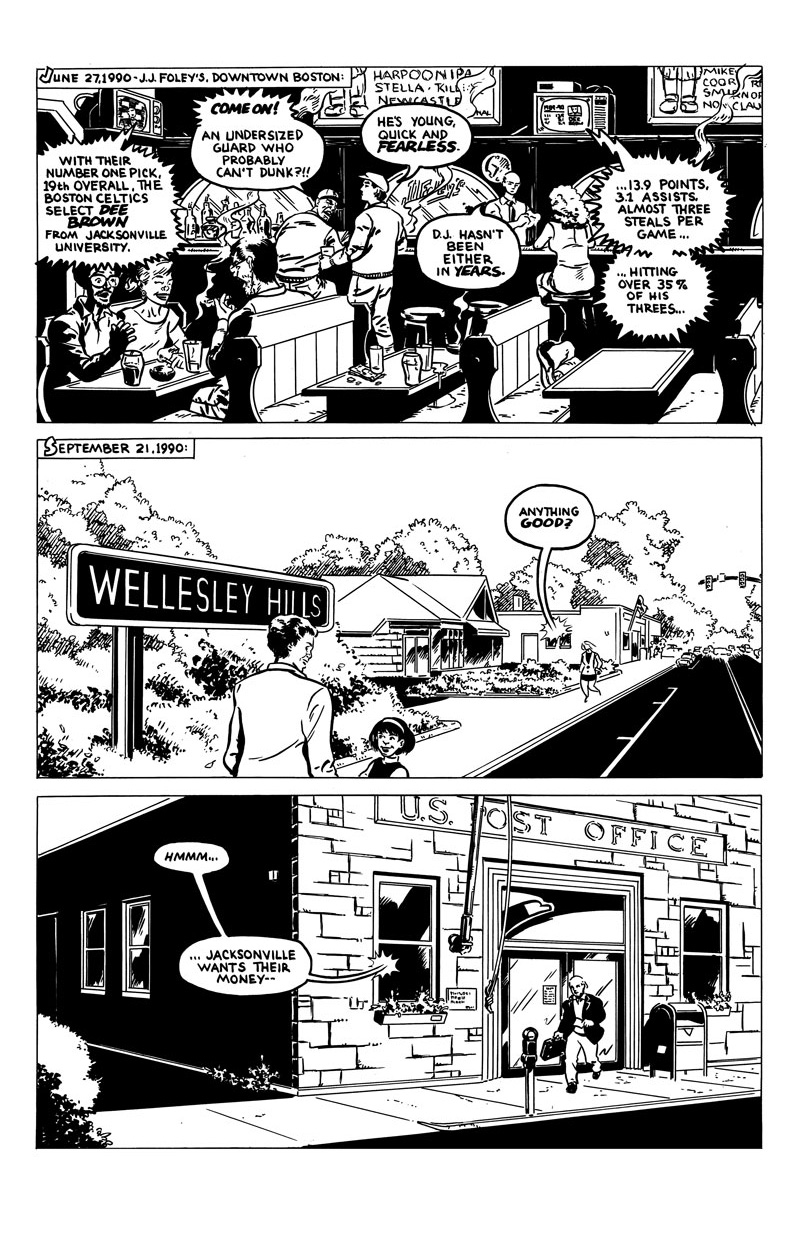 JUNE 27, 1990 - J.J. FOLEY'S, DOWNTOWN BOSTON:
HARPOON IPA
STELLA
NEWCASTLE
MIKE
COOR
NO
CLAU
WITH THEIR
NUMBER ONE PICK,
19th OVERALL, THE
BOSTON CELTICS
SELECT DEE
BROWN
FROM JACKSONVILLE
UNIVERSITY.
COME ON!
AN UNDERSIZED
GUARD WHO
PROBABLY
CAN'T DUNK?!!
HE'S YOUNG,
QUICK AND
FEARLESS.
D.J. HASN'T
BEEN
EITHER
IN YEARS.
...13.9 POINTS,
3.1 ASSISTS,
ALMOST THREE
STEALS PER
GAME...
...HITTING
OVER 35%
OF HIS
THREES...
SEPTEMBER 21, 1990:
WELLESLEY HILLS
ANYTHING
GOOD?
U.S. POST OFFICE
HMMM...
... JACKSONVILLE
WANTS THEIR
MONEY--